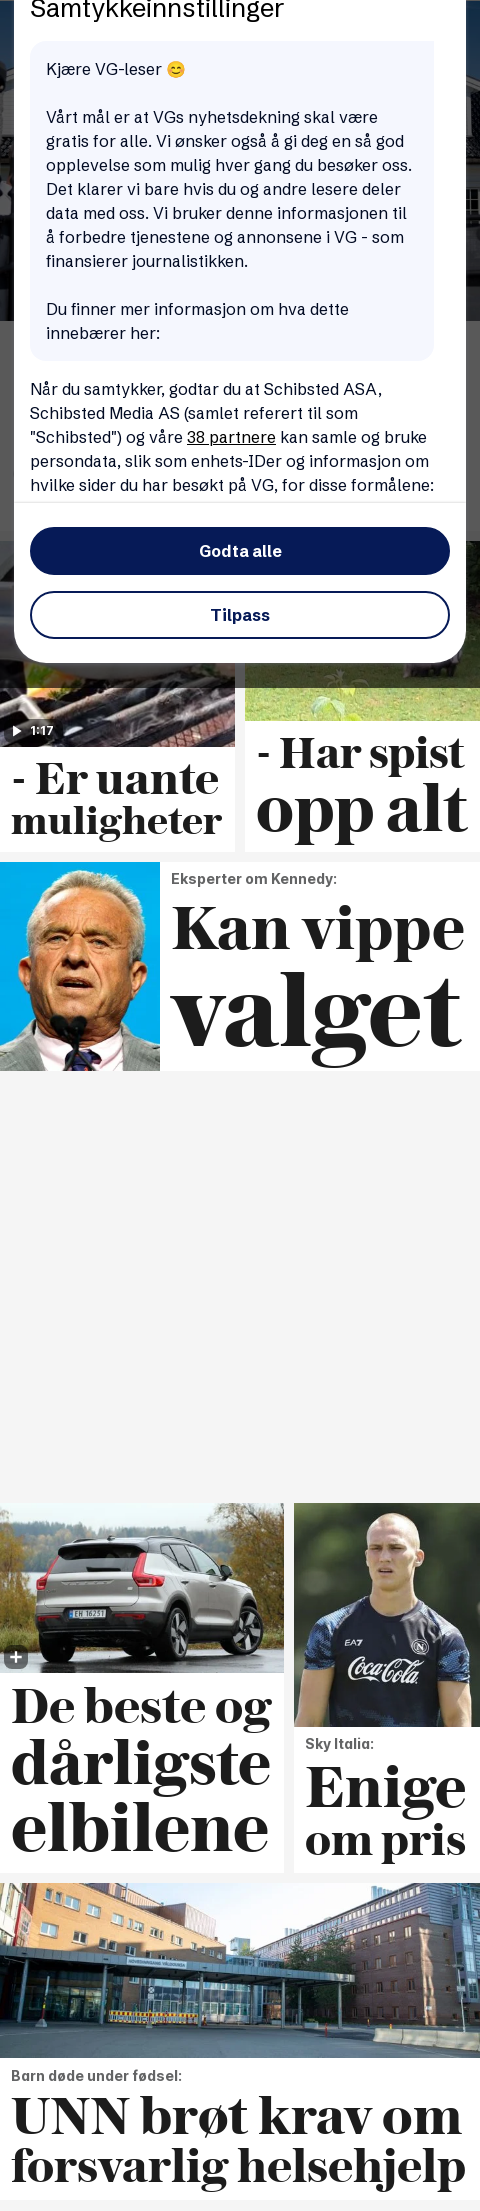 Samtykkeinnstillinger
Kjære VG-leser 😊
Vårt mål er at VGs nyhetsdekning skal være
gratis for alle. Vi ønsker også å gi deg en så god
opplevelse som mulig hver gang du besøker oss.
Det klarer vi bare hvis du og andre lesere deler
data med oss. Vi bruker denne informasjonen til
å forbedre tjenestene og annonsene i VG - som
finansierer journalistikken.
Du finner mer informasjon om hva dette
innebærer her:
Når du samtykker, godtar du at Schibsted ASA,
Schibsted Media AS (samlet referert til som
"Schibsted") og våre 38 partnere kan samle og bruke
persondata, slik som enhets-IDer og informasjon om
hvilke sider du har besøkt på VG, for disse formålene:
Godta alle
Tilpass
1:17
- Er uante
muligheter
- Har spist
opp alt
Eksperter om Kennedy:
Kan vippe
valget
EH 16251
De beste og
dårligste
elbilene
EA7
N
Coca-Cola
Sky Italia:
Enige
om pris
Barn døde under fødsel:
UNN brøt krav om
forsvarlig helsehjelp